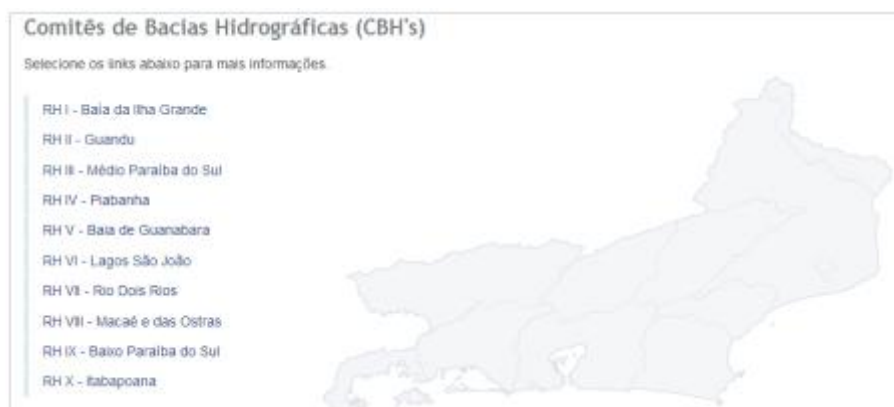 Comitês de Bacias Hidrográficas (CBH's)
Selecione os links abaixo para mais informações.
RH I - Baía da Ilha Grande
RH II - Guandu
RH III - Médio Paraíba do Sul
RH IV - Piabanha
RH V - Baia de Guanabara
RH VI - Lagos São João
RH VII - Rio Dois Rios
RH VIII - Macaé e das Ostras
RH IX - Baixo Paraíba do Sul
RH X - Itabapoana